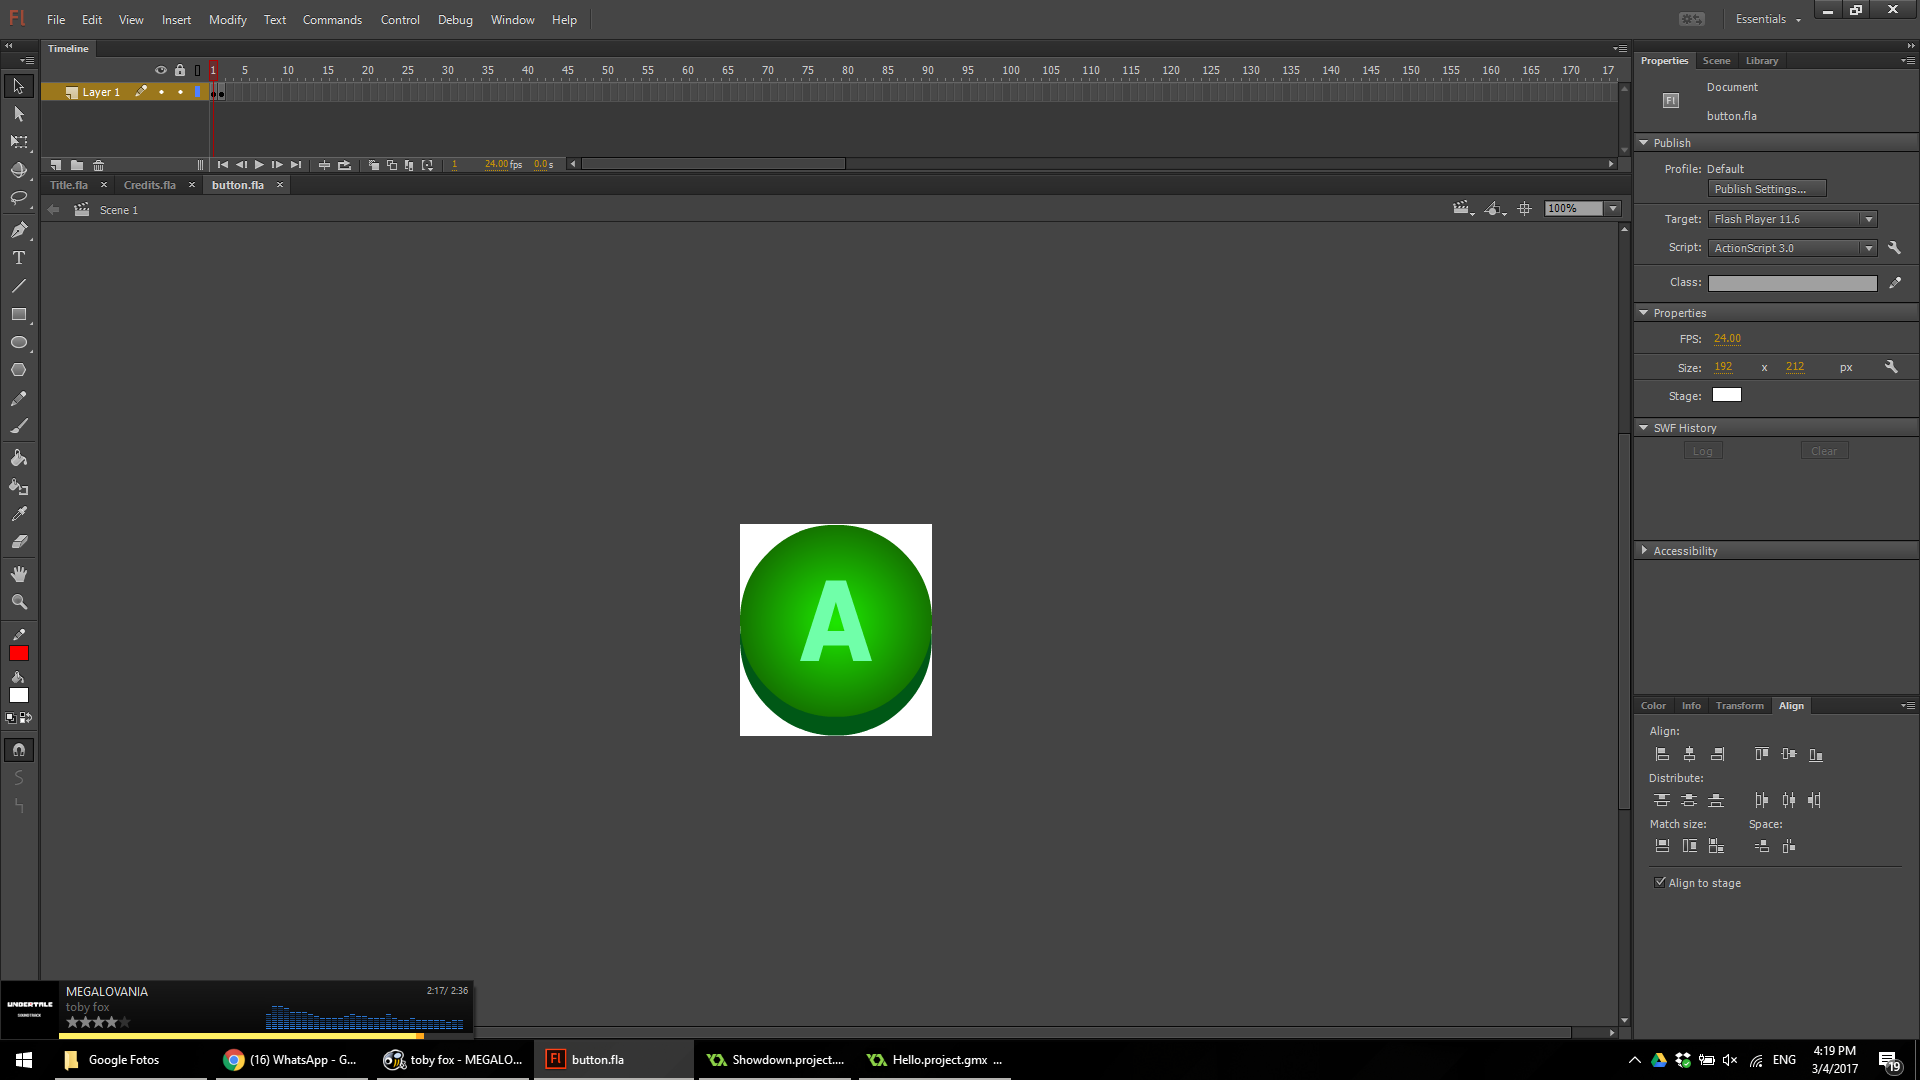 Fl File Edit View Insert Modify Text Commands Control Debug Window Help Essentials
Timeline
1 5 10 15 20 25 30 35 40 45 50 55 60 65 70 75 80 85 90 95 100 105 110 115 120 125 130 135 140 145 150 155 160 165 170 17
Layer 1
1 24.00 fps 0.0 s
Title.fla Credits.fla button.fla
Scene 1
100%
A
Properties Scene Library
Fl
Document
button.fla
Publish
Profile: Default
Publish Settings...
Target: Flash Player 11.6
Script: ActionScript 3.0
Class:
Properties
FPS: 24.00
Size: 192 x 212 px
Stage:
SWF History
Log Clear
Accessibility
Color Info Transform Align
Align:
Distribute:
Match size: Space:
Align to stage
UNDERTALE
SOUNDTRACK
MEGALOVANIA 2:17/ 2:36
toby fox
Google Fotos
(16) WhatsApp - G...
toby fox - MEGALO...
Fl button.fla
Showdown.project....
Hello.project.gmx ...
ENG
4:19 PM
3/4/2017
19